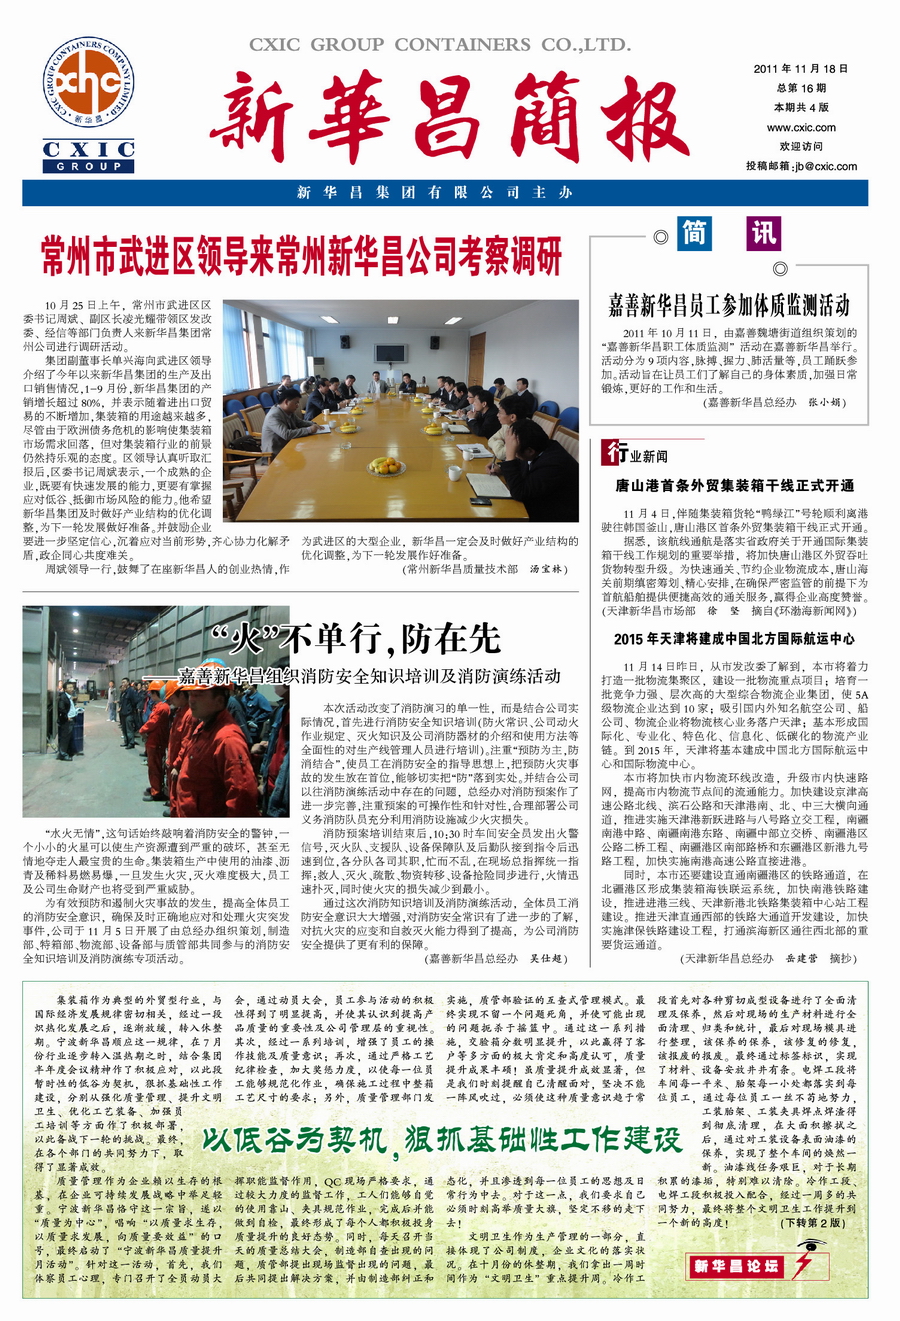 CXIC GROUP CONTAINERS CO.,LTD.
新華昌簡报
CXIC GROUP CONTAINERS COMPANY LIMITED
xhc
新华昌
CXIC
GROUP
2011 年 11 月 18 日
总第 16 期
本期共 4 版
www.cxic.com
欢迎访问
投稿邮箱:jb@cxic.com
新华昌集团有限公司主办
常州市武进区领导来常州新华昌公司考察调研
10 月 25 日上午，常州市武进区区
委书记周斌、副区长凌光耀带领区发改
委、经信等部门负责人来新华昌集团常
州公司进行调研活动。
集团副董事长单兴海向武进区领导
介绍了今年以来新华昌集团的生产及出
口销售情况,1-9 月份,新华昌集团的产
销增长超过 80%，并表示随着进出口贸
易的不断增加,集装箱的用途越来越多,
尽管由于欧洲债务危机的影响使集装箱
市场需求回落，但对集装箱行业的前景
仍然持乐观的态度。区领导认真听取汇
报后,区委书记周斌表示,一个成熟的企
业,既要有快速发展的能力,更要有掌握
应对低谷、抵御市场风险的能力。他希望
新华昌集团及时做好产业结构的优化调
整,为下一轮发展做好准备。并鼓励企业
要进一步坚定信心,沉着应对当前形势,齐心协力化解矛
盾,政企同心共度难关。
周斌领导一行,鼓舞了在座新华昌人的创业热情,作
为武进区的大型企业，新华昌一定会及时做好产业结构的
优化调整,为下一轮发展作好准备。
(常州新华昌质量技术部 汤宝林)
“火”不单行,防在先
——嘉善新华昌组织消防安全知识培训及消防演练活动
“水火无情”,这句话始终敲响着消防安全的警钟,一
个小小的火星可以使生产资源遭到严重的破坏，甚至无
情地夺走人最宝贵的生命。集装箱生产中使用的油漆、沥
青及稀料易燃易爆,一旦发生火灾,灭火难度极大,员工
及公司生命财产也将受到严重威胁。
为有效预防和遏制火灾事故的发生，提高全体员工
的消防安全意识，确保及时正确地应对和处理火灾突发
事件,公司于 11 月 5 日开展了由总经办组织策划,制造
部、特箱部、物流部、设备部与质管部共同参与的消防安
全知识培训及消防演练专项活动。
本次活动改变了消防演习的单一性，而是结合公司实
际情况,首先进行消防安全知识培训(防火常识、公司动火
作业规定、灭火知识及公司消防器材的介绍和使用方法等
全面性的对生产线管理人员进行培训)。注重“预防为主,防
消结合”,使员工在消防安全的指导思想上,把预防火灾事
故的发生放在首位,能够切实把“防”落到实处。并结合公司
以往消防演练活动中存在的问题，总经办对消防预案作了
进一步完善,注重预案的可操作性和针对性,合理部署公司
义务消防队员充分利用消防设施减少火灾损失。
消防预案培训结束后,10:30 时车间安全员发出火警
信号,灭火队、支援队、设备保障队及后勤队接到指令后迅
速到位,各分队各司其职,忙而不乱,在现场总指挥统一指
挥;救人、灭火、疏散、物资转移、设备抢险同步进行,火情迅
速扑灭,同时使火灾的损失减少到最小。
通过这次消防知识培训及消防演练活动，全体员工消
防安全意识大大增强,对消防安全常识有了进一步的了解,
对抗火灾的应变和自救灭火能力得到了提高，为公司消防
安全提供了更有利的保障。
(嘉善新华昌总经办 吴仕超)
简讯
嘉善新华昌员工参加体质监测活动
2011 年 10 月 11 日，由嘉善魏塘街道组织策划的
“嘉善新华昌职工体质监测”活动在嘉善新华昌举行。
活动分为 9 项内容,脉搏、握力、肺活量等,员工踊跃参
加。活动旨在让员工们了解自己的身体素质,加强日常
锻炼,更好的工作和生活。
(嘉善新华昌总经办 张小娟)
行业新闻
唐山港首条外贸集装箱干线正式开通
11 月 4 日,伴随集装箱货轮“鸭绿江”号轮顺利离港
驶往韩国釜山,唐山港区首条外贸集装箱干线正式开通。
据悉，该航线通航是落实省政府关于开通国际集装
箱干线工作规划的重要举措，将加快唐山港区外贸吞吐
货物转型升级。为快速通关、节约企业物流成本,唐山海
关前期缜密筹划、精心安排,在确保严密监管的前提下为
首航船舶提供便捷高效的通关服务,赢得企业高度赞誉。
(天津新华昌市场部 徐 坚 摘自《环渤海新闻网》)
2015 年天津将建成中国北方国际航运中心
11 月 14 日昨日，从市发改委了解到，本市将着力
打造一批物流集聚区，建设一批物流重点项目；培育一
批竞争力强、层次高的大型综合物流企业集团，使 5A
级物流企业达到 10 家；吸引国内外知名航空公司、船
公司、物流企业将物流核心业务落户天津；基本形成国
际化、专业化、特色化、信息化、低碳化的物流产业
链。到 2015 年，天津将基本建成中国北方国际航运中
心和国际物流中心。
本市将加快市内物流环线改造，升级市内快速路
网，提高市内物流节点间的流通能力。加快建设京津高
速公路北线、滨石公路和天津港南、北、中三大横向通
道，推进实施天津港新跃进路与八号路立交工程，南疆
南港中路、南疆南港东路、南疆中部立交桥、南疆港区
公路二桥工程、南疆港区南部路桥和东疆港区新港九号
路工程，加快实施南港高速公路直接进港。
同时，本市还要建设直通南疆港区的铁路通道，在
北疆港区形成集装箱海铁联运系统，加快南港铁路建
设，推进进港三线、天津新港北铁路集装箱中心站工程
建设。推进天津直通西部的铁路大通道开发建设，加快
实施津保铁路建设工程，打通滨海新区通往西北部的重
要货运通道。
(天津新华昌总经办 岳建营 摘抄)
以低谷为契机,狠抓基础性工作建设
集装箱作为典型的外贸型行业，与
国际经济发展规律密切相关，经过一段
炽热化发展之后，逐渐放缓，转入休整
期。宁波新华昌顺应这一规律，在 7 月
份行业逐步转入温热期之时，结合集团
半年度会议精神作了积极应对，以此段
暂时性的低谷为契机，狠抓基础性工作
建设，分别从强化质量管理、提升文明
卫生、优化工艺装备、加强员
工培训等方面作了积极部署，
以此备战下一轮的挑战。最终，
在各个部门的共同努力下，取
得了显著成效。
质量管理作为企业赖以生存的根
基，在企业可持续发展战略中举足轻
重。宁波新华昌恪守这一宗旨，遂以
“质量为中心”，唱响“以质量求生存，
以质量求发展，向质量要效益”的口
号，最终启动了“宁波新华昌质量提升
月活动”。针对这一活动，首先，我们
体察员工心理，专门召开了全员动员大
会，通过动员大会，员工参与活动的积极
性得到了明显提高，并使其认识到提高产
品质量的重要性及公司管理层的重视性。
其次，经过一系列培训，增强了员工的操
作技能及质量意识；再次，通过严格工艺
纪律检查，加大奖惩力度，以使每一位员
工能够规范化作业，确保施工过程中整箱
工艺尺寸的要求；另外，质量管理部门发
挥职能监督作用，QC 现场严格要求，通
过较大力度的监督工作，工人们能够自觉
的使用靠山、夹具规范作业，完成后并能
做到自检，最终形成了每个人都积极投身
质量提升的良好态势。同时，每天召开当
天的质量总结大会，制造部自查出现的问
题，质管部提出现场监督出现的问题，最
后共同提出解决方案，并由制造部纠正和
实施，质管部验证的互查式管理模式。最
终实现不留一个问题死角，并使可能出现
的问题扼杀于摇篮中。通过这一系列措
施，交验箱分数明显提升，以此赢得了客
户等多方面的极大肯定和高度认可，质量
提升成果丰硕！虽质量提升成效显著，但
是我们时刻提醒自己清醒面对，坚决不能
一阵风吹过，必须使这种质量意识趋于常
态化，并且渗透到每一位员工的思想及日
常行为中去。对于这一点，我们要求自己
必须时刻高举质量大旗，坚定不移的走下
去！
文明卫生作为生产管理的一部分，直
接体现了公司制度，企业文化的落实状
况。在十月份的休整期，我们拿出一周时
间作为“文明卫生”重点提升周。冷作工
段首先对各种剪切成型设备进行了全面清
理及保养，然后对现场的生产材料进行全
面清理、归类和统计，最后对现场模具进
行整理，该保养的保养，该修复的修复，
该报废的报废。最终通过标签标识，实现
了材料、设备安放井井有条。电焊工段将
车间每一平米、胎架每一小处都落实到每
位员工，通过每位员工一丝不苟地努力，
工装胎架、工装夹具焊点焊渣得
到彻底清理，在大面积擦拭之
后，通过对工装设备表面油漆的
保养，实现了整个车间的焕然一
新。油漆线任务艰巨，对于长期
积累的漆垢，特别难以清除。冷作工段、
电焊工段积极投入配合，经过一周多的共
同努力，最终将整个文明卫生工作提升到
一个新的高度！ (下转第 2 版)
新华昌论坛